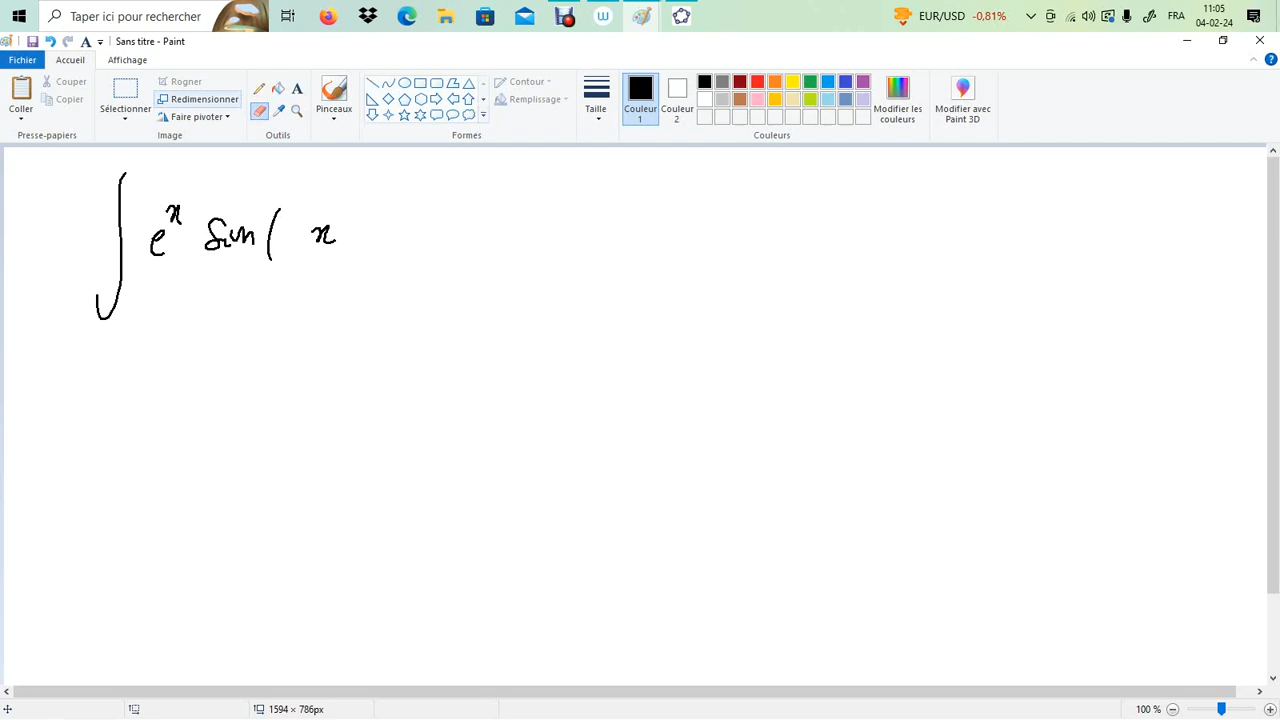 Taper ici pour rechercher EUR/USD -0,81% FRA 11:05 04-02-24
Sans titre - Paint
Fichier Accueil Affichage
Coller Couper Copier Presse-papiers
Sélectionner Rogner Redimensionner Faire pivoter Image
Outils
Pinceaux
Contour Remplissage Formes
Taille
Couleur 1 Couleur 2
Modifier les couleurs
Couleurs
Modifier avec Paint 3D
∫ e^x sin( x
1594 × 786px 100 %